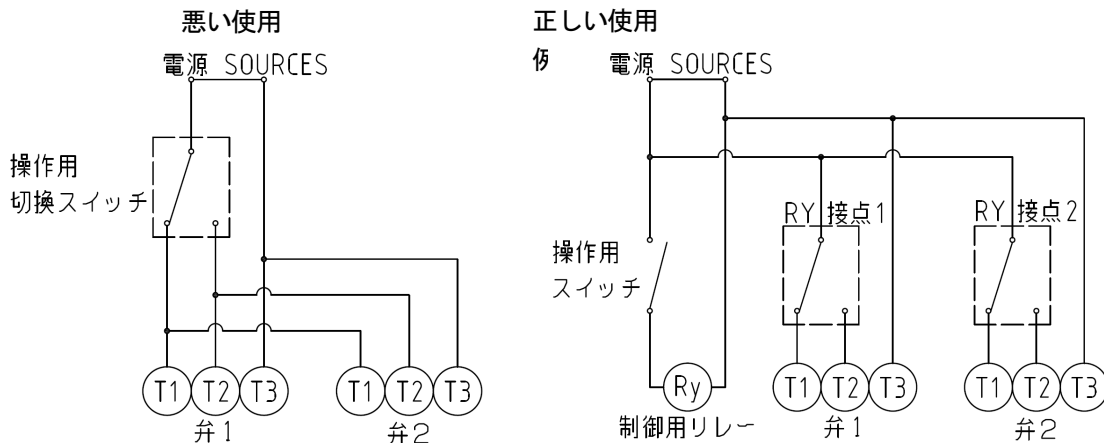 悪い使用
電源 SOURCES
操作用
切換スイッチ
T1 T2 T3 T1 T2 T3
弁1 弁2
正しい使用
例
電源 SOURCES
RY 接点1 RY 接点2
操作用
スイッチ
Ry T1 T2 T3 T1 T2 T3
制御用リレー 弁1 弁2